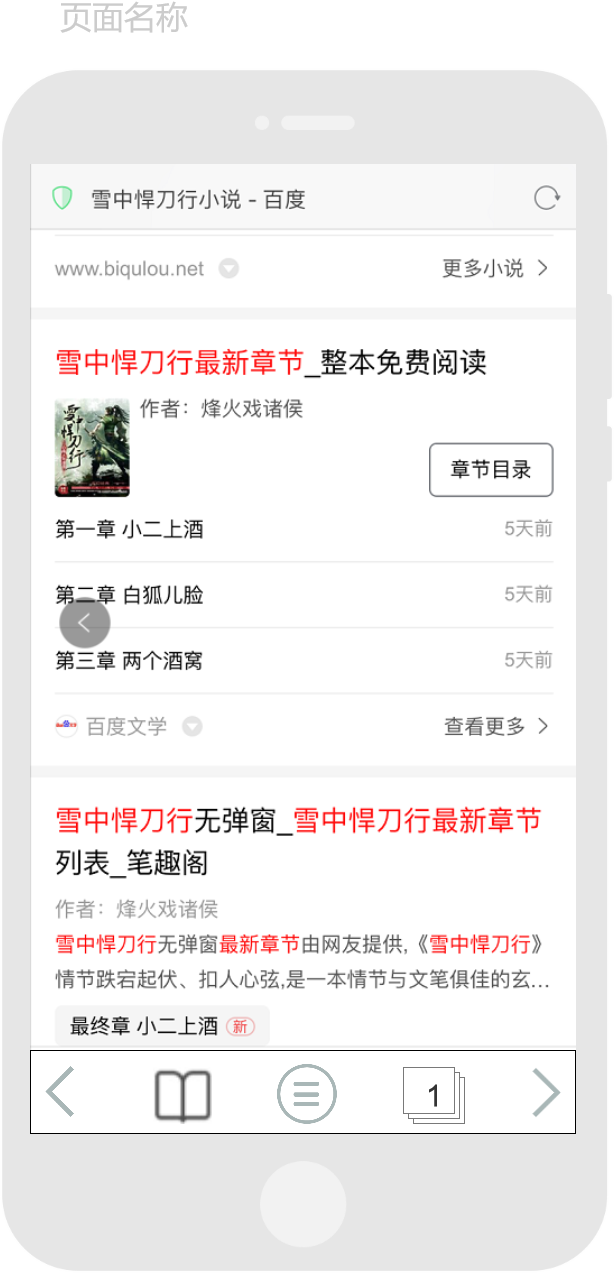 页面名称
雪中悍刀行小说 - 百度
www.biqulou.net 更多小说
雪中悍刀行最新章节_整本免费阅读
雪中悍刀行
作者：烽火戏诸侯
章节目录
第一章 小二上酒 5天前
第二章 白狐儿脸 5天前
第三章 两个酒窝 5天前
百度文学 查看更多
雪中悍刀行无弹窗_雪中悍刀行最新章节
列表_笔趣阁
作者：烽火戏诸侯
雪中悍刀行无弹窗最新章节由网友提供,《雪中悍刀行》
情节跌宕起伏、扣人心弦,是一本情节与文笔俱佳的玄...
最终章 小二上酒 新
1